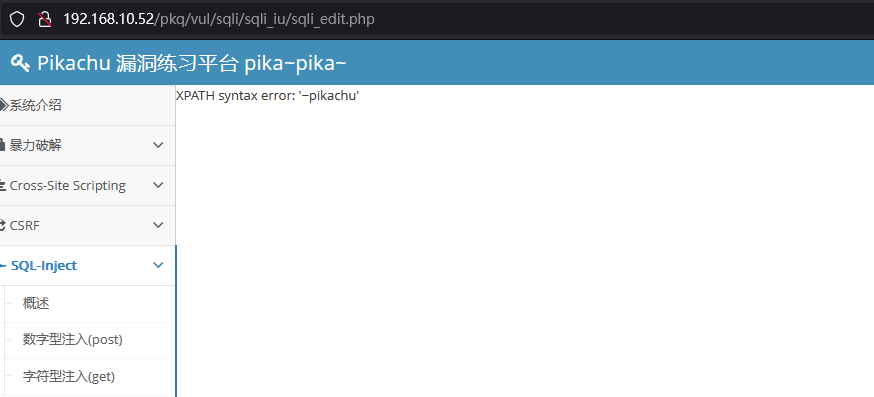 192.168.10.52/pkq/vul/sqli/sqli_iu/sqli_edit.php
Pikachu 漏洞练习平台 pika~pika~
XPATH syntax error: '~pikachu'
系统介绍
暴力破解
Cross-Site Scripting
CSRF
SQL-Inject
概述
数字型注入(post)
字符型注入(get)